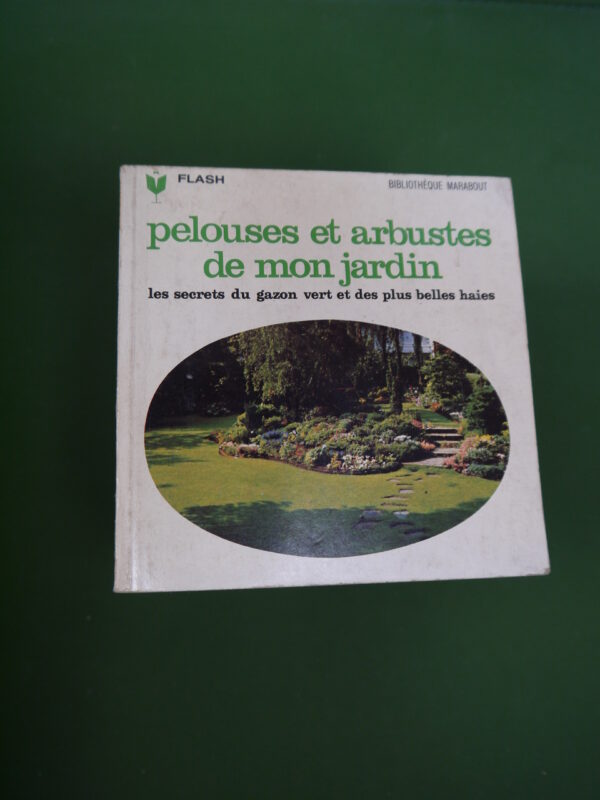 FLASH
BIBLIOTHÈQUE MARABOUT
pelouses et arbustes
de mon jardin
les secrets du gazon vert et des plus belles haies